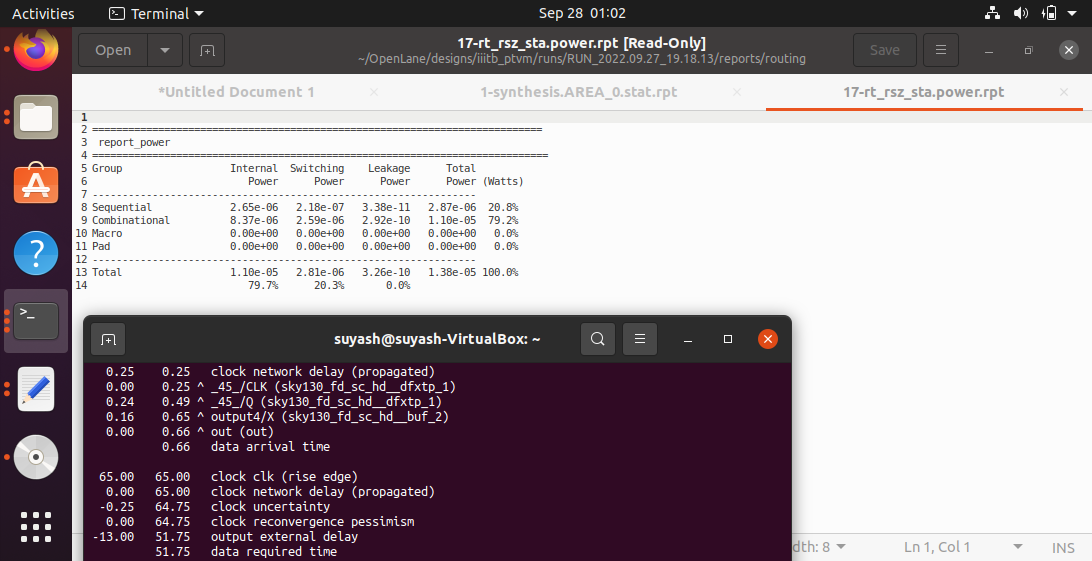 Activities Terminal Sep 28 01:02
Open 17-rt_rsz_sta.power.rpt [Read-Only] Save
~/OpenLane/designs/iiitb_ptvm/runs/RUN_2022.09.27_19.18.13/reports/routing
*Untitled Document 1 1-synthesis.AREA_0.stat.rpt 17-rt_rsz_sta.power.rpt
1
2 ===========================================================================
3 report_power
4 ============================================================================
5 Group Internal Switching Leakage Total
6 Power Power Power Power (Watts)
7 ----------------------------------------------------------------
8 Sequential 2.65e-06 2.18e-07 3.38e-11 2.87e-06 20.8%
9 Combinational 8.37e-06 2.59e-06 2.92e-10 1.10e-05 79.2%
10 Macro 0.00e+00 0.00e+00 0.00e+00 0.00e+00 0.0%
11 Pad 0.00e+00 0.00e+00 0.00e+00 0.00e+00 0.0%
12 ----------------------------------------------------------------
13 Total 1.10e-05 2.81e-06 3.26e-10 1.38e-05 100.0%
14 79.7% 20.3% 0.0%
suyash@suyash-VirtualBox: ~
0.25 0.25 clock network delay (propagated)
0.00 0.25 ^ _45_/CLK (sky130_fd_sc_hd__dfxtp_1)
0.24 0.49 ^ _45_/Q (sky130_fd_sc_hd__dfxtp_1)
0.16 0.65 ^ output4/X (sky130_fd_sc_hd__buf_2)
0.00 0.66 ^ out (out)
0.66 data arrival time
65.00 65.00 clock clk (rise edge)
0.00 65.00 clock network delay (propagated)
-0.25 64.75 clock uncertainty
0.00 64.75 clock reconvergence pessimism
-13.00 51.75 output external delay
51.75 data required time
dth: 8 Ln 1, Col 1 INS